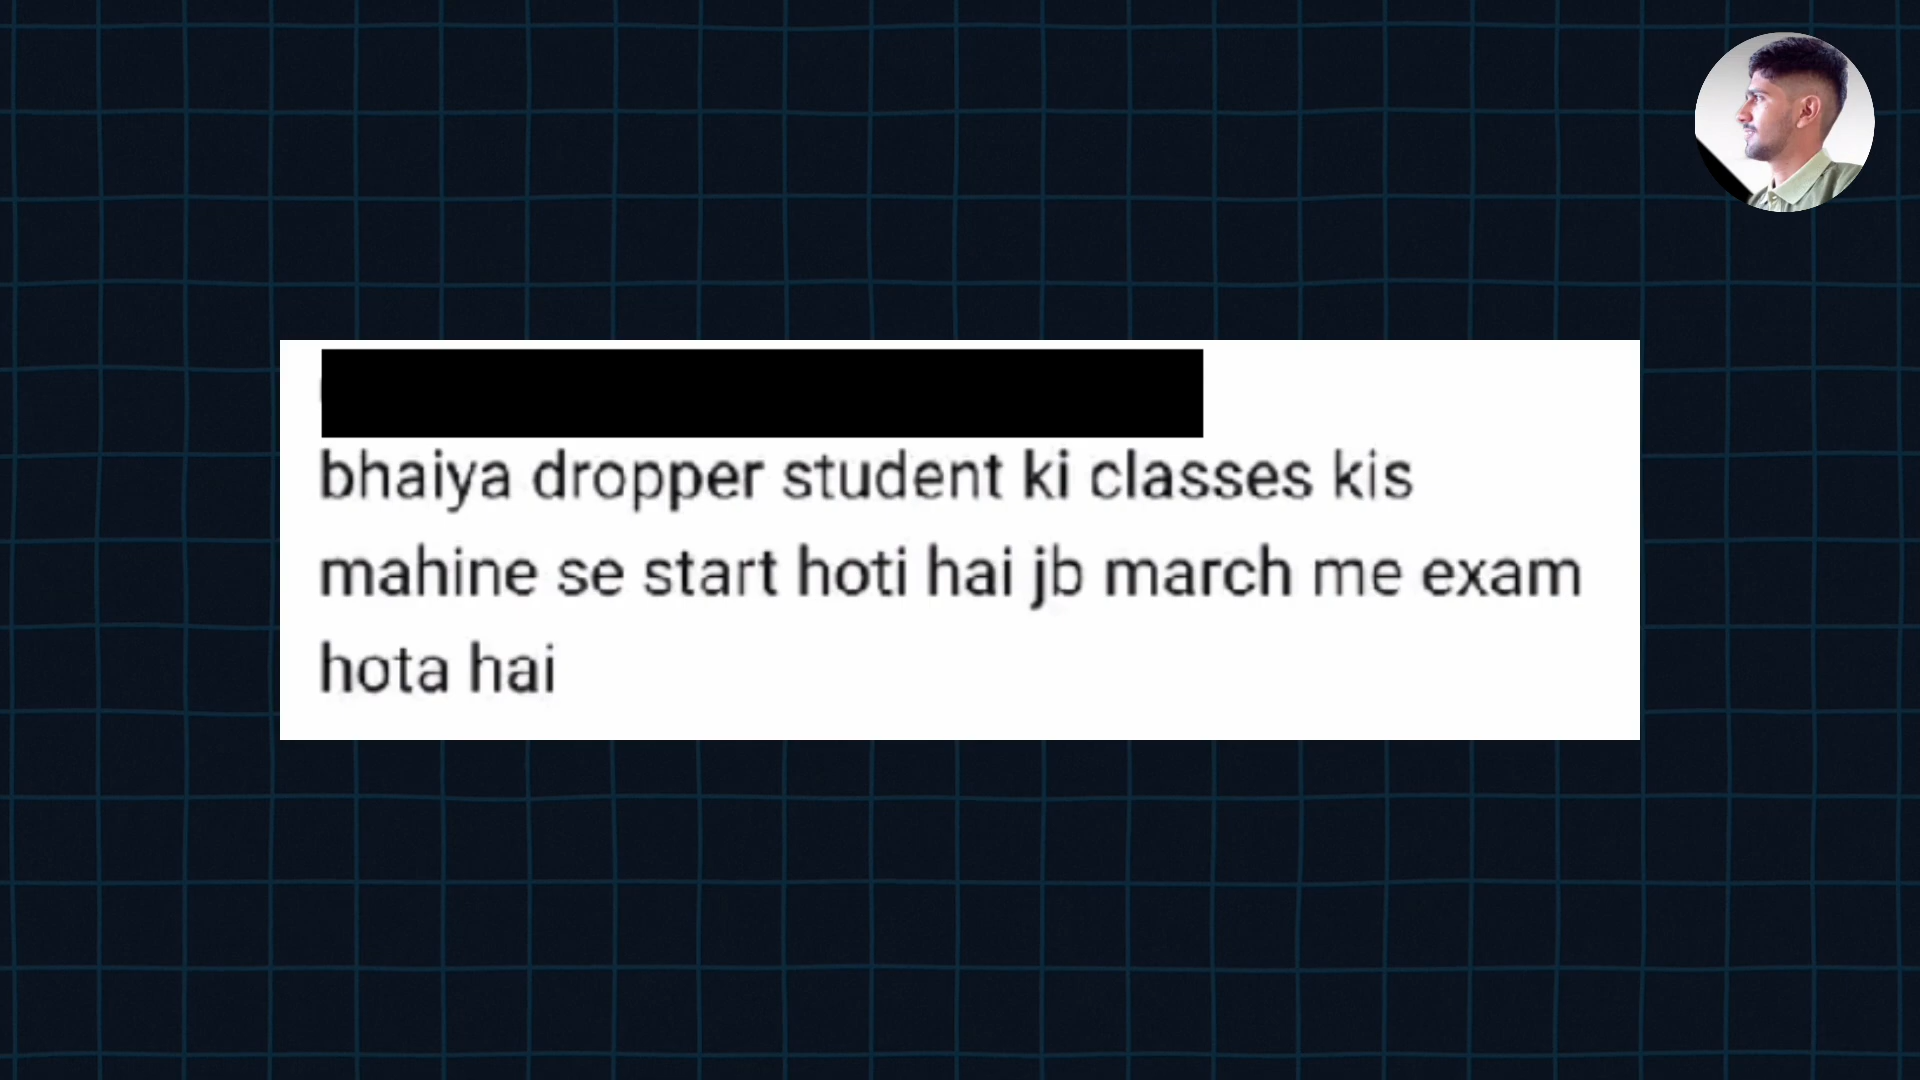 bhaiya dropper student ki classes kis
mahine se start hoti hai jb march me exam
hota hai